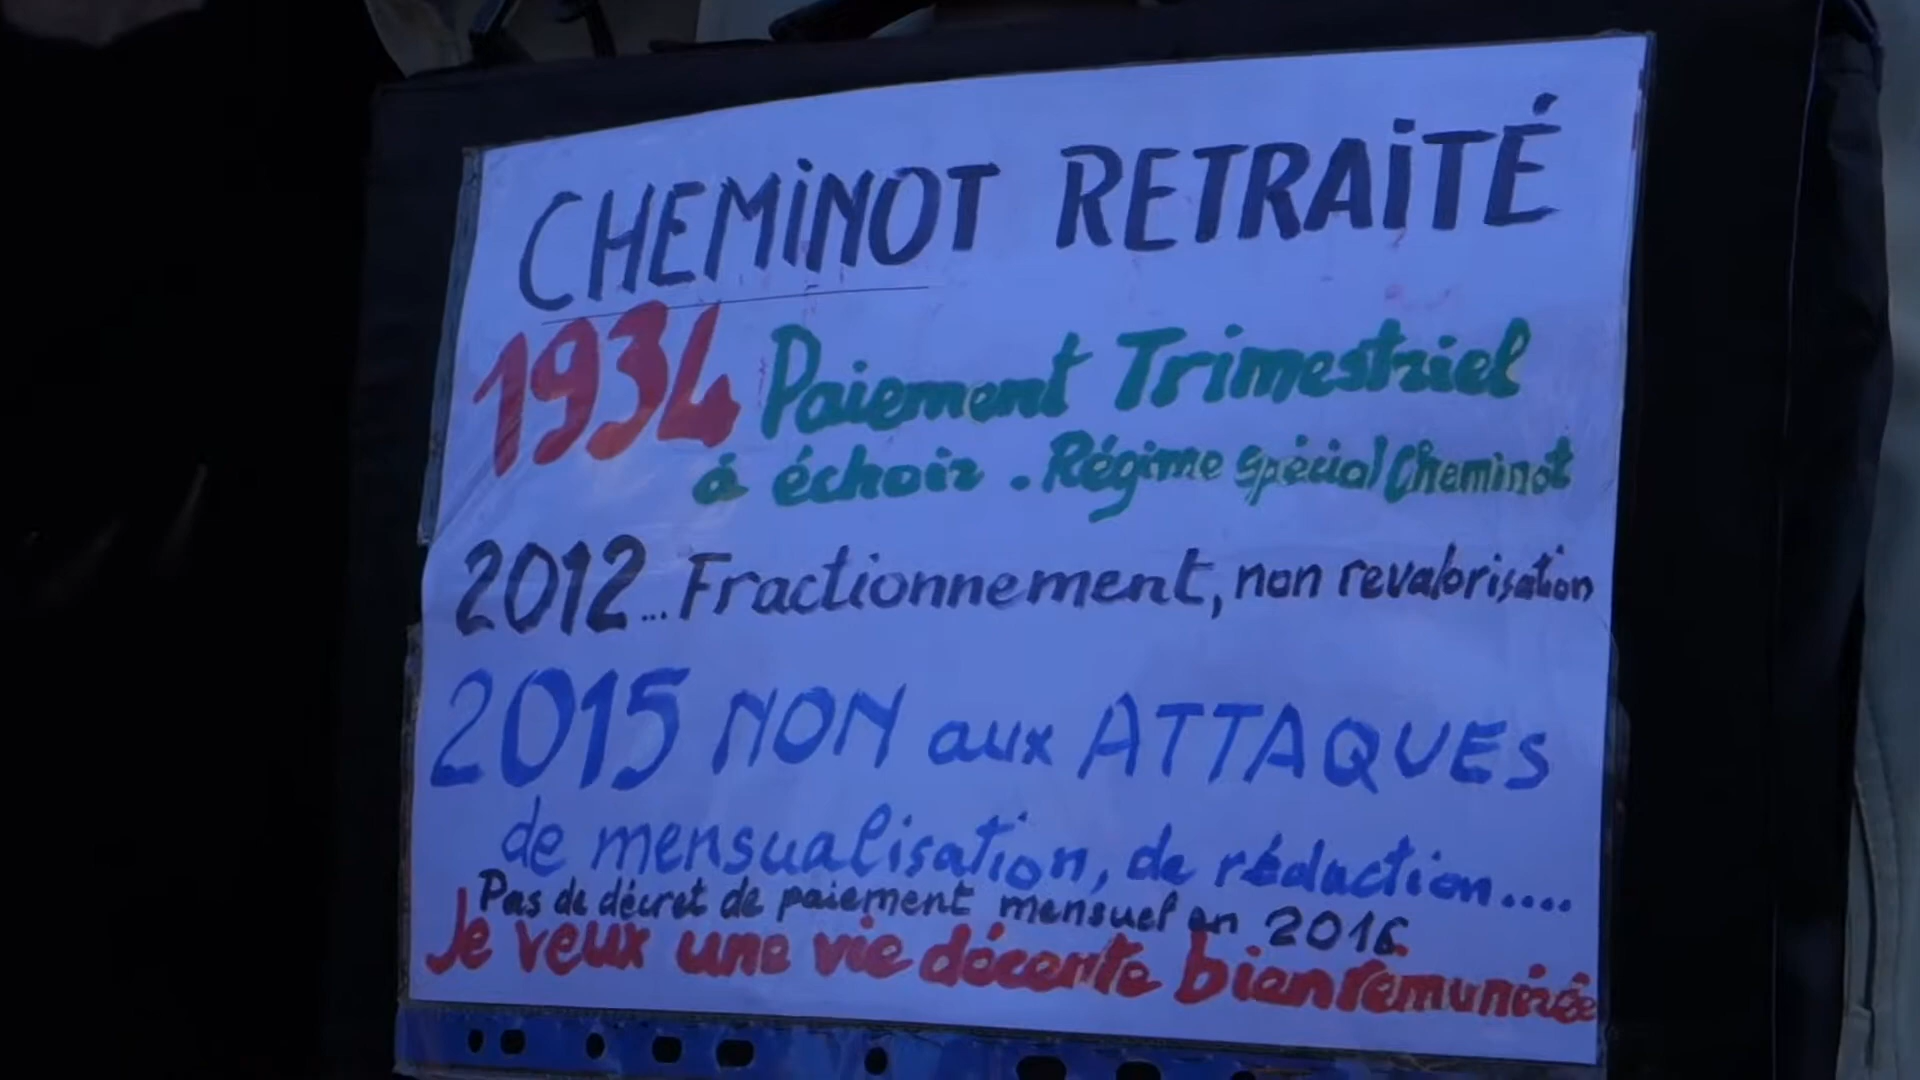 CHEMiNOT RETRAiTÉ
1934 Paiement Trimestriel
à échoir. Régime spécial Cheminot
2012... Fractionnement, non revalorisation
2015 NON aux ATTAQUES
de mensualisation, de réduction....
Pas de décret de paiement mensuel en 2016
Je veux une vie décente bien rémunérée